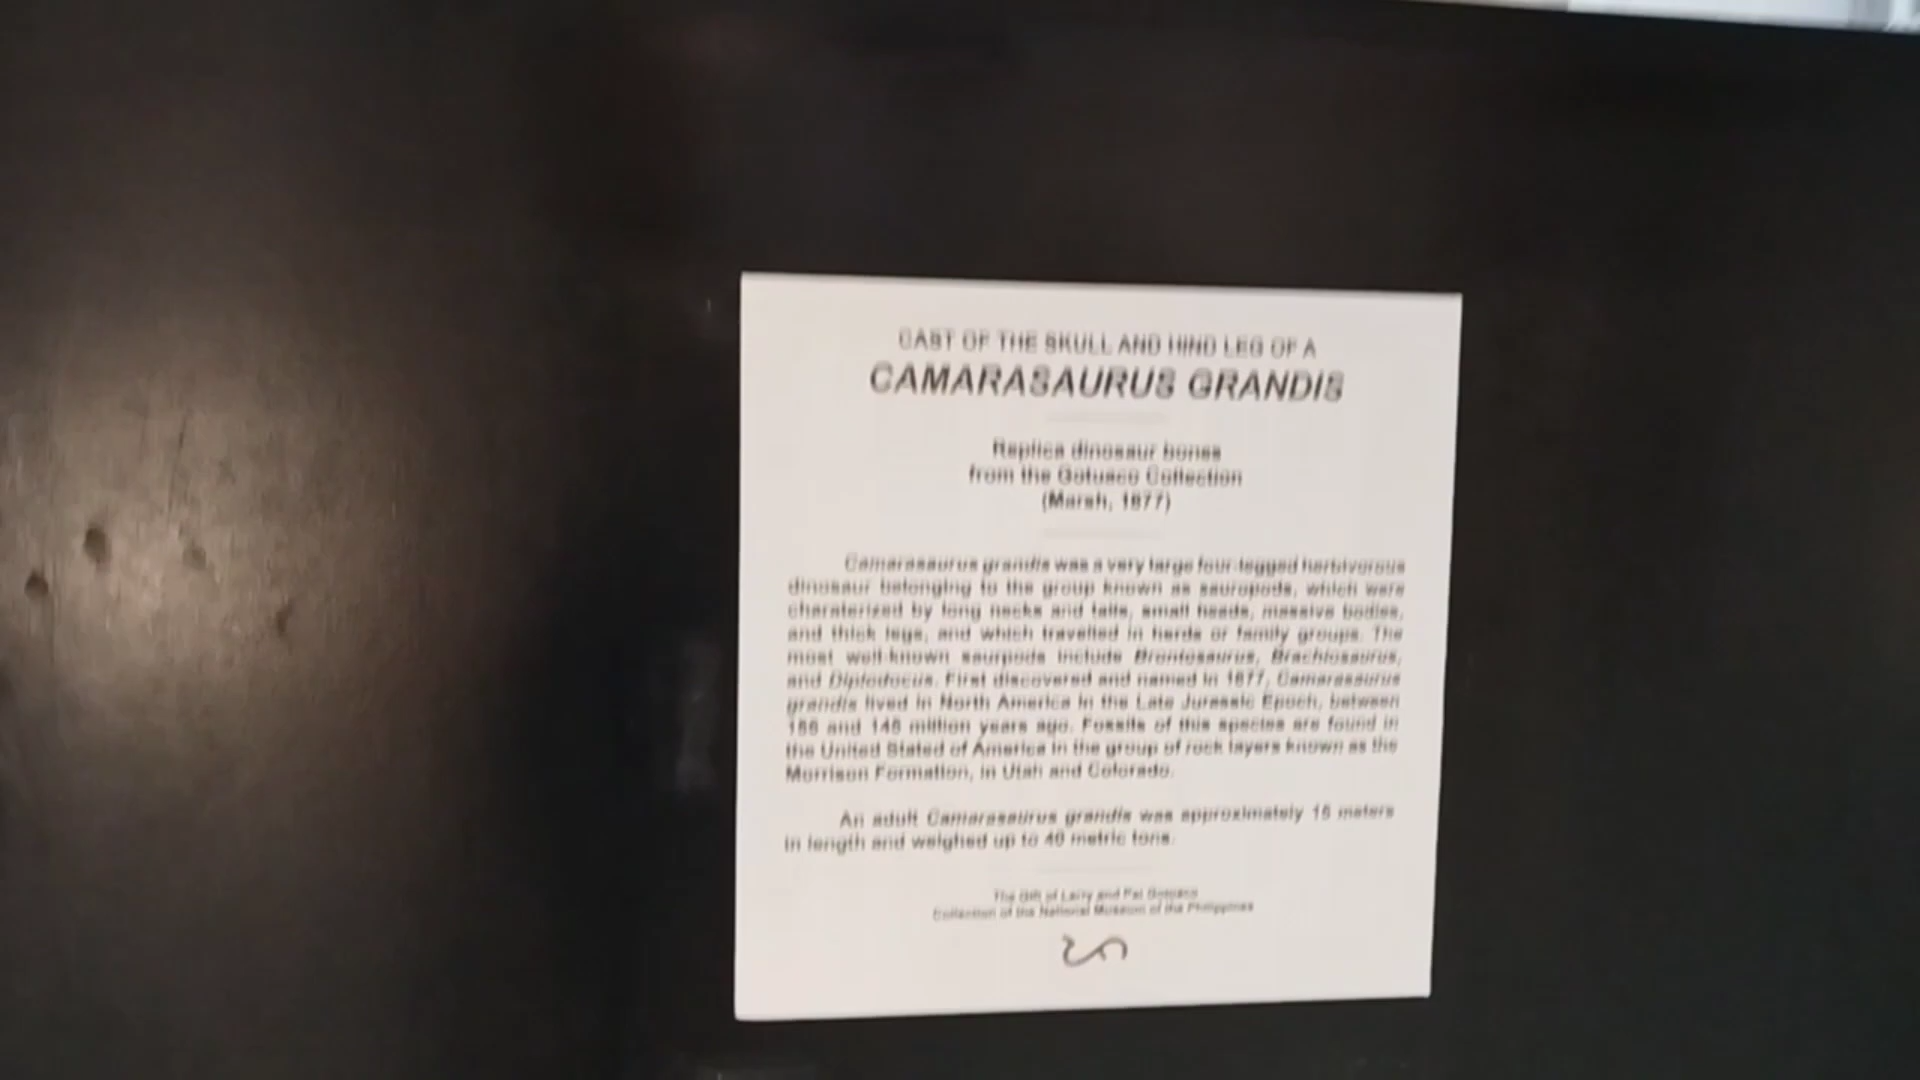 CAST OF THE SKULL AND HIND LEG OF A
CAMARASAURUS GRANDIS
Replica dinosaur bones
from the Gotuaco Collection
(Marsh, 1877)
Camarasaurus grandis was a very large four-legged herbivorous
dinosaur belonging to the group known as sauropods, which were
charaterized by long necks and tails, small heads, massive bodies,
and thick legs, and which travelled in herds or family groups. The
most well-known saurpods include Brontosaurus, Brachiosaurus,
and Diplodocus. First discovered and named in 1877, Camarasaurus
grandis lived in North America in the Late Jurassic Epoch, between
and million years ago. Fossils of this species are found in
the United Stated of America in the group of rock layers known as the
Morrison Formation, in Utah and Colorado.
An adult Camarasaurus grandis was approximately meters
in length and weighed up to 40 metric tons.
The Gift of Larry and Pat Gotuaco
Collection of the National Museum of the Philippines